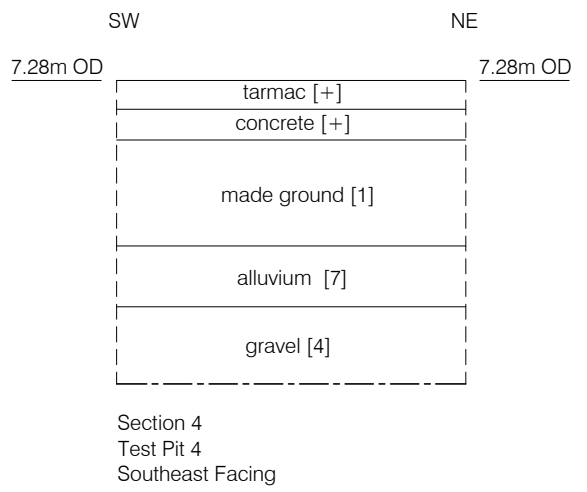 SW NE
7.28m OD 7.28m OD
tarmac [+]
concrete [+]
made ground [1]
alluvium [7]
gravel [4]
Section 4
Test Pit 4
Southeast Facing